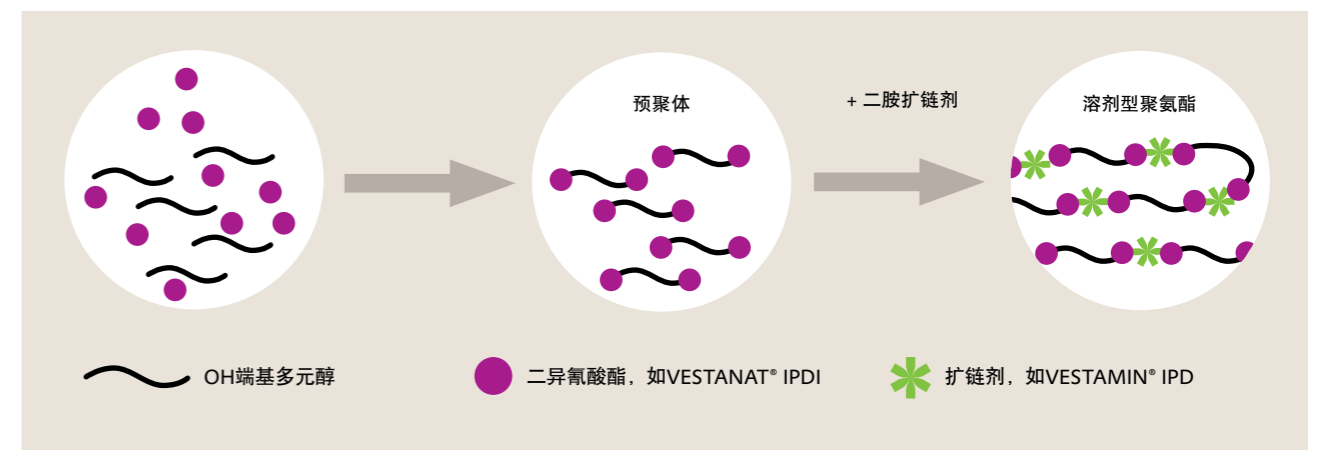 预聚体
+ 二胺扩链剂
溶剂型聚氨酯
OH端基多元醇
二异氰酸酯，如VESTANAT® IPDI
扩链剂，如VESTAMIN® IPD